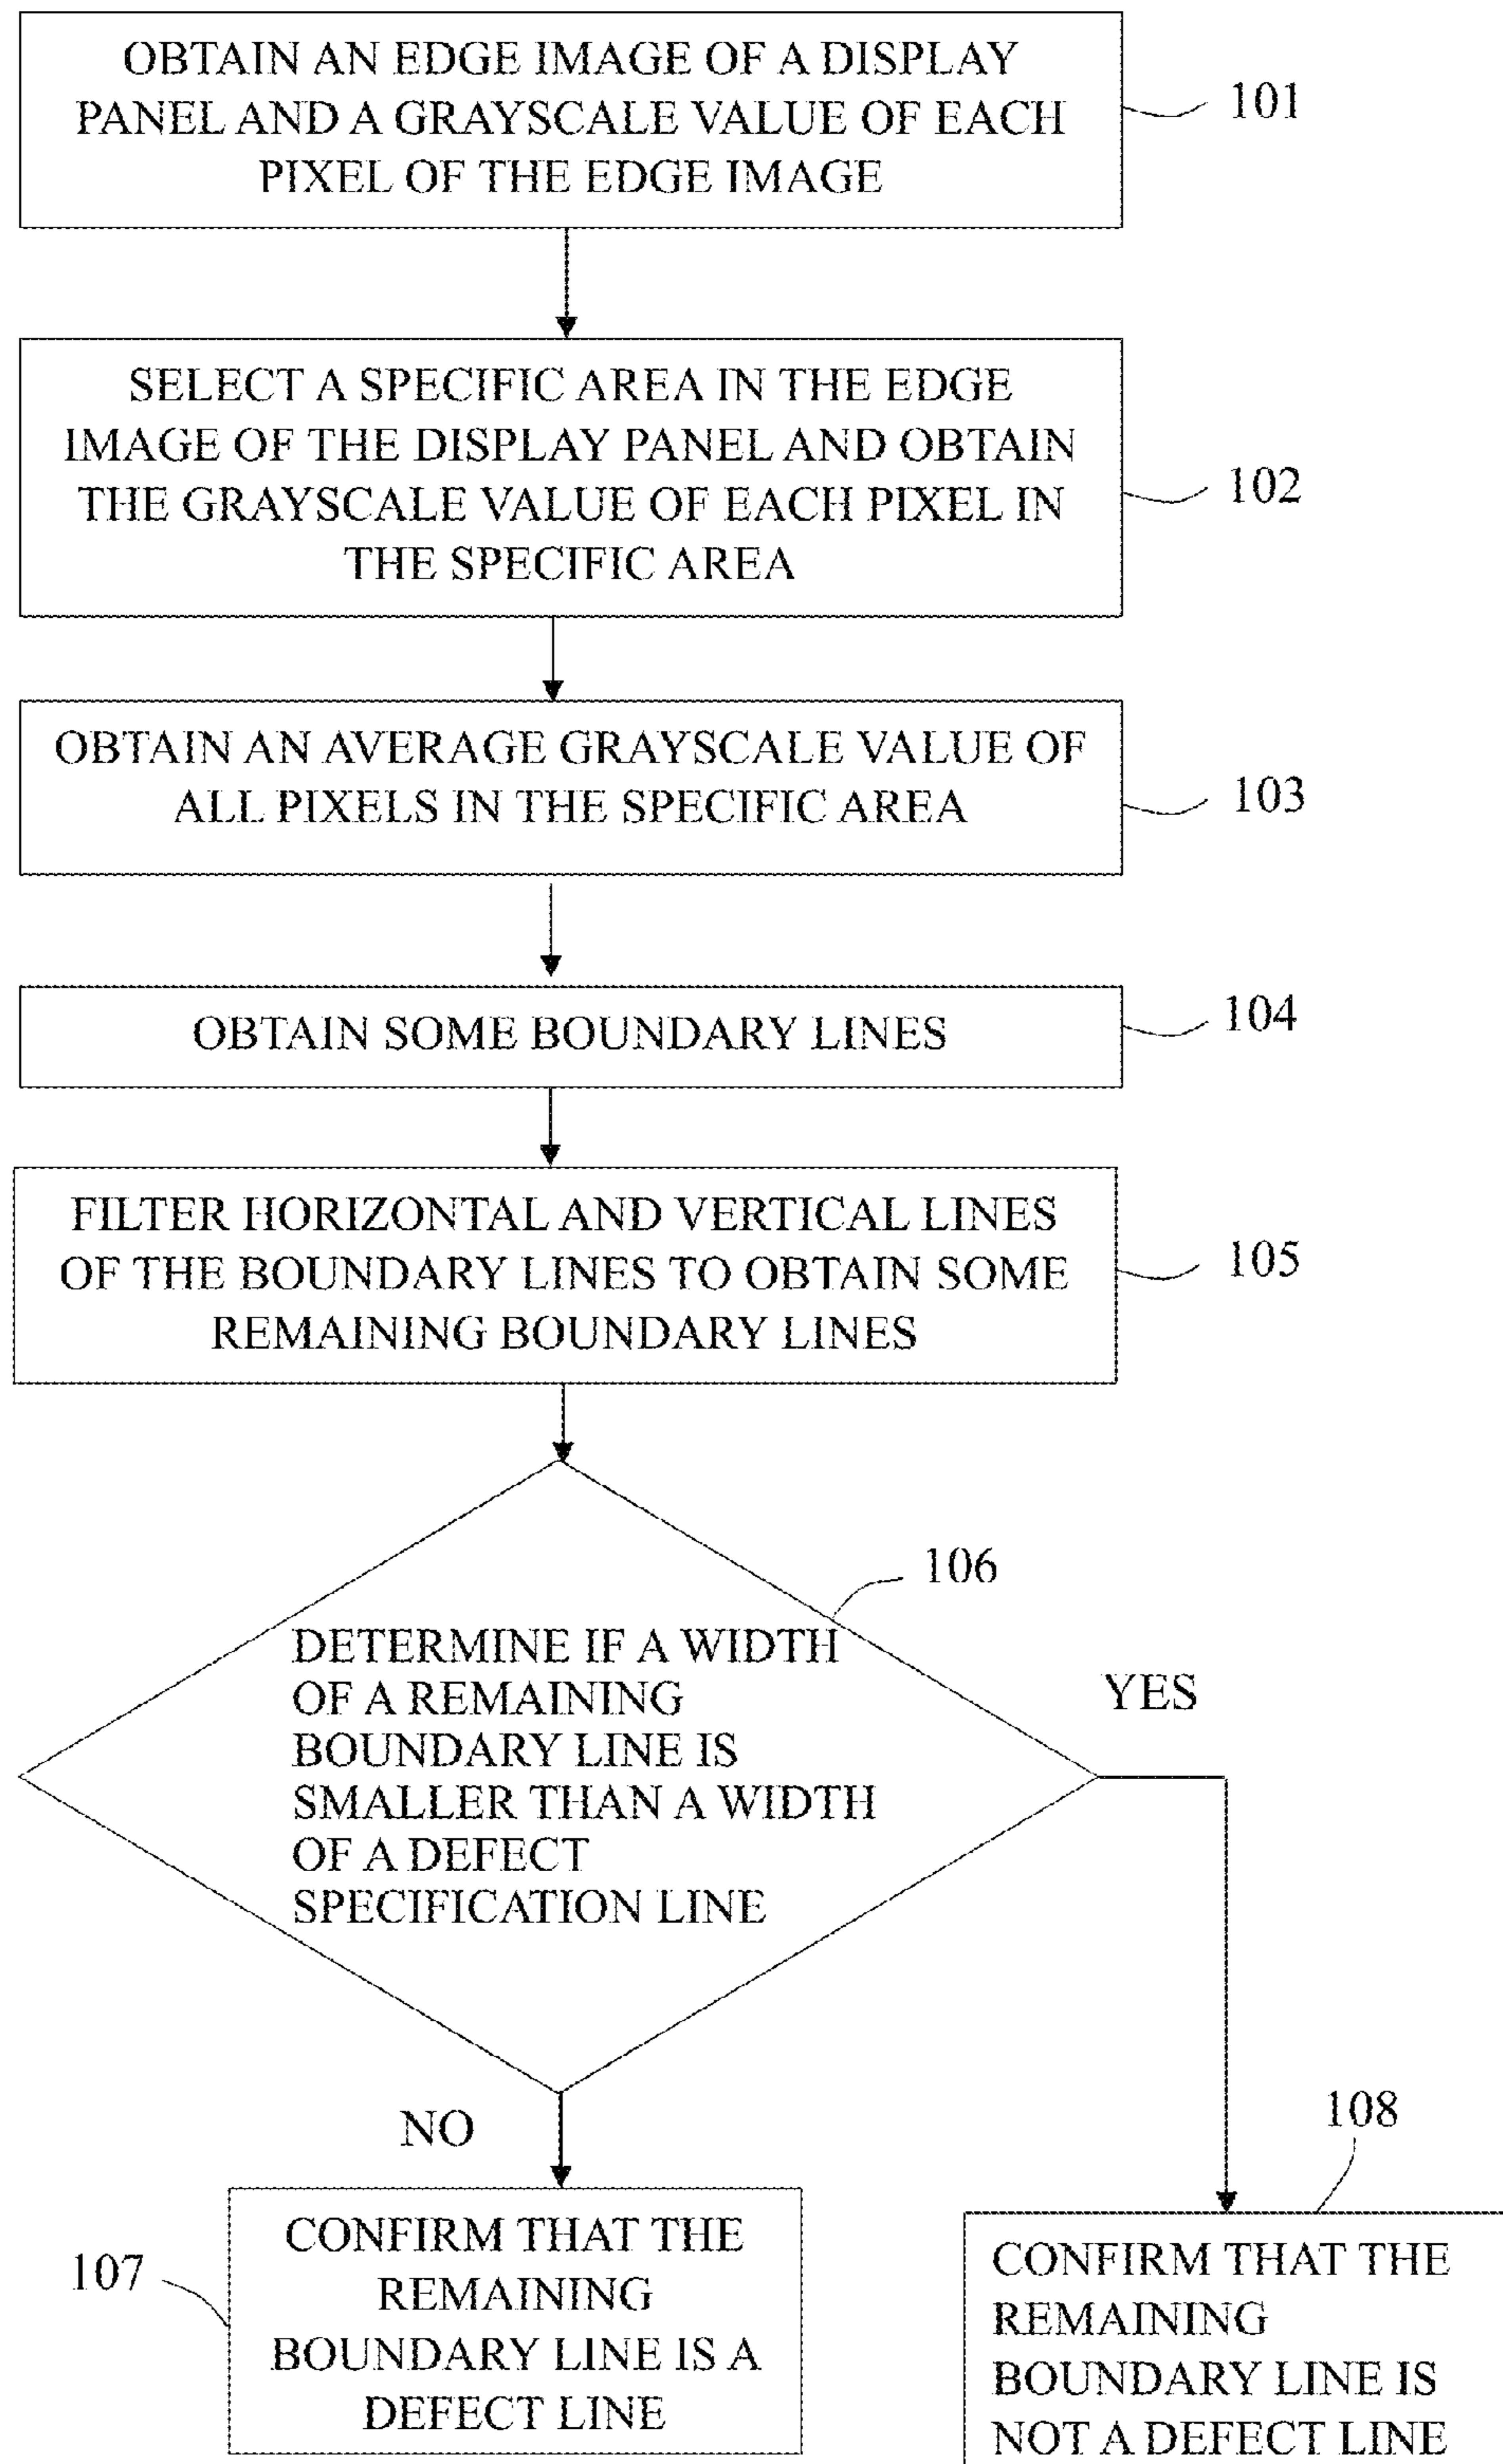 OBTAIN AN EDGE IMAGE OF A DISPLAY
PANEL AND A GRAYSCALE VALUE OF EACH
PIXEL OF THE EDGE IMAGE
101
SELECT A SPECIFIC AREA IN THE EDGE
IMAGE OF THE DISPLAY PANEL AND OBTAIN
THE GRAYSCALE VALUE OF EACH PIXEL IN
THE SPECIFIC AREA
102
OBTAIN AN AVERAGE GRAYSCALE VALUE OF
ALL PIXELS IN THE SPECIFIC AREA
103
OBTAIN SOME BOUNDARY LINES
104
FILTER HORIZONTAL AND VERTICAL LINES
OF THE BOUNDARY LINES TO OBTAIN SOME
REMAINING BOUNDARY LINES
105
106
DETERMINE IF A WIDTH
OF A REMAINING
BOUNDARY LINE IS
SMALLER THAN A WIDTH
OF A DEFECT
SPECIFICATION LINE
YES
NO
107
CONFIRM THAT THE
REMAINING
BOUNDARY LINE IS A
DEFECT LINE
108
CONFIRM THAT THE
REMAINING
BOUNDARY LINE IS
NOT A DEFECT LINE